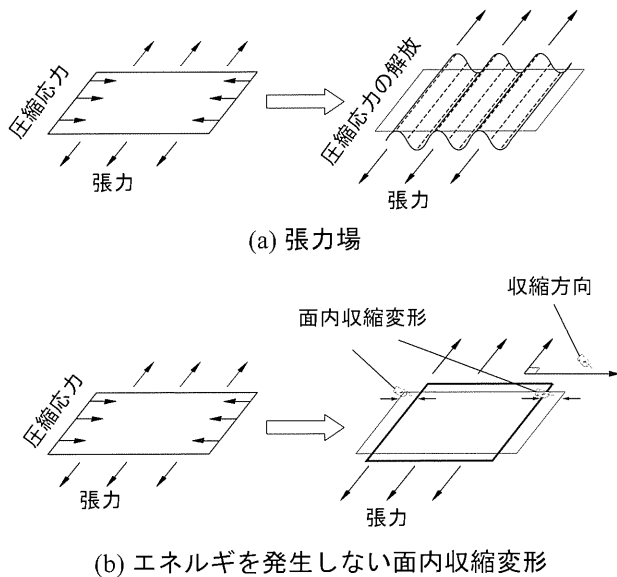 圧縮応力
張力
圧縮応力の解放
張力
(a) 張力場
収縮方向
面内収縮変形
圧縮応力
張力
張力
(b) エネルギを発生しない面内収縮変形